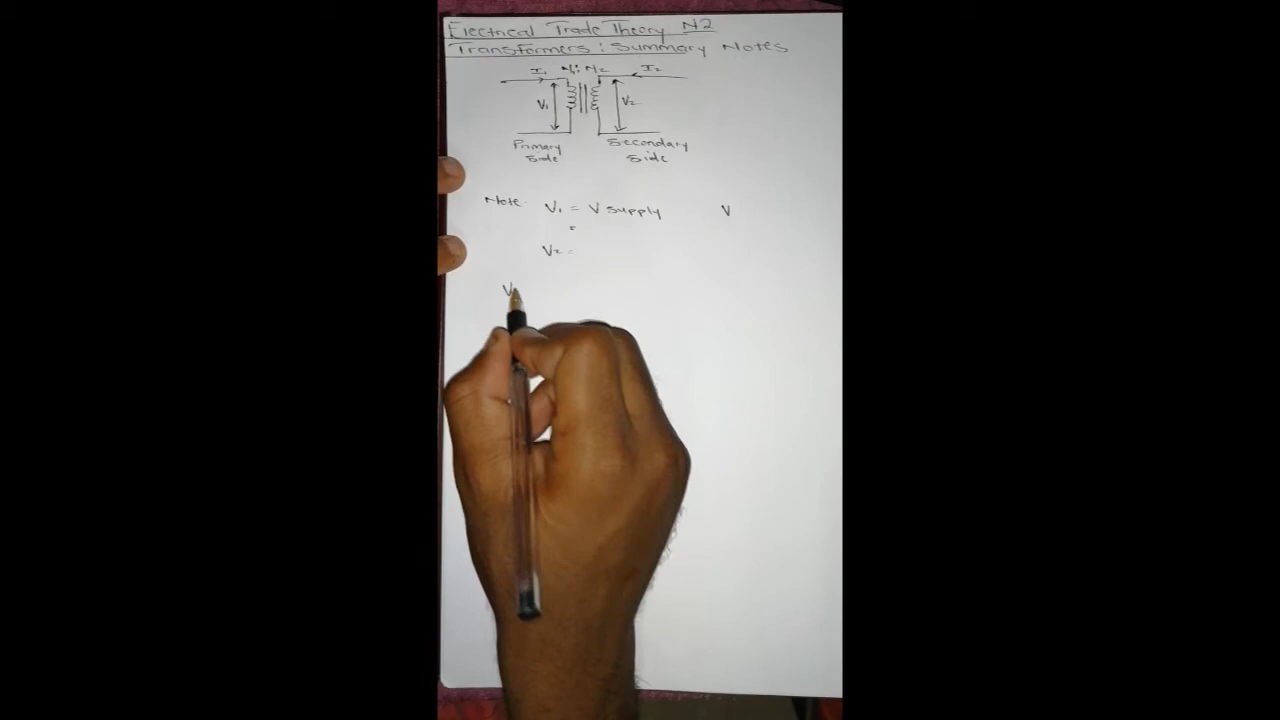 Electrical Trade Theory N2
Transformers : Summary Notes
I1 N1: N2 I2
V1 V2
Primary Side
Secondary Side
Note: V1 = V supply V
=
V2 =
V